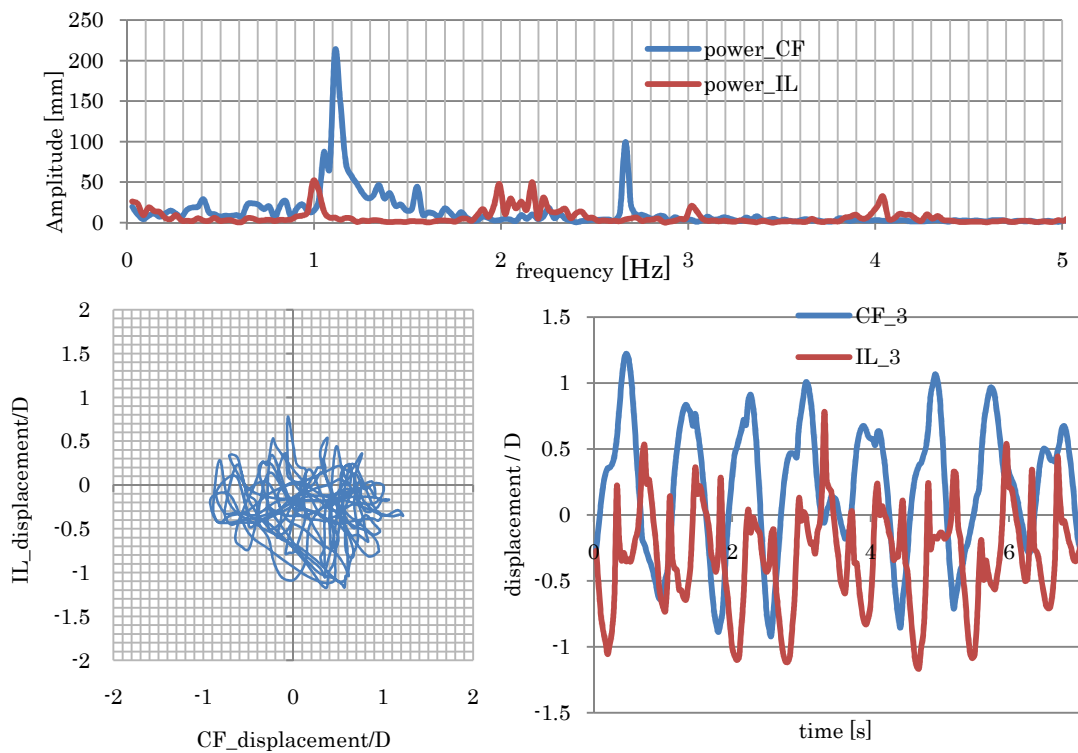 250
200
150
100
50
0
Amplitude [mm]
power_CF
power_IL
0 1 2 3 4 5
frequency [Hz]
2
1.5
1
0.5
0
-0.5
-1
-1.5
-2
IL_displacement/D
-2 -1 0 1 2
CF_displacement/D
1.5
1
0.5
0
-0.5
-1
-1.5
displacement / D
CF_3
IL_3
0 2 4 6
time [s]